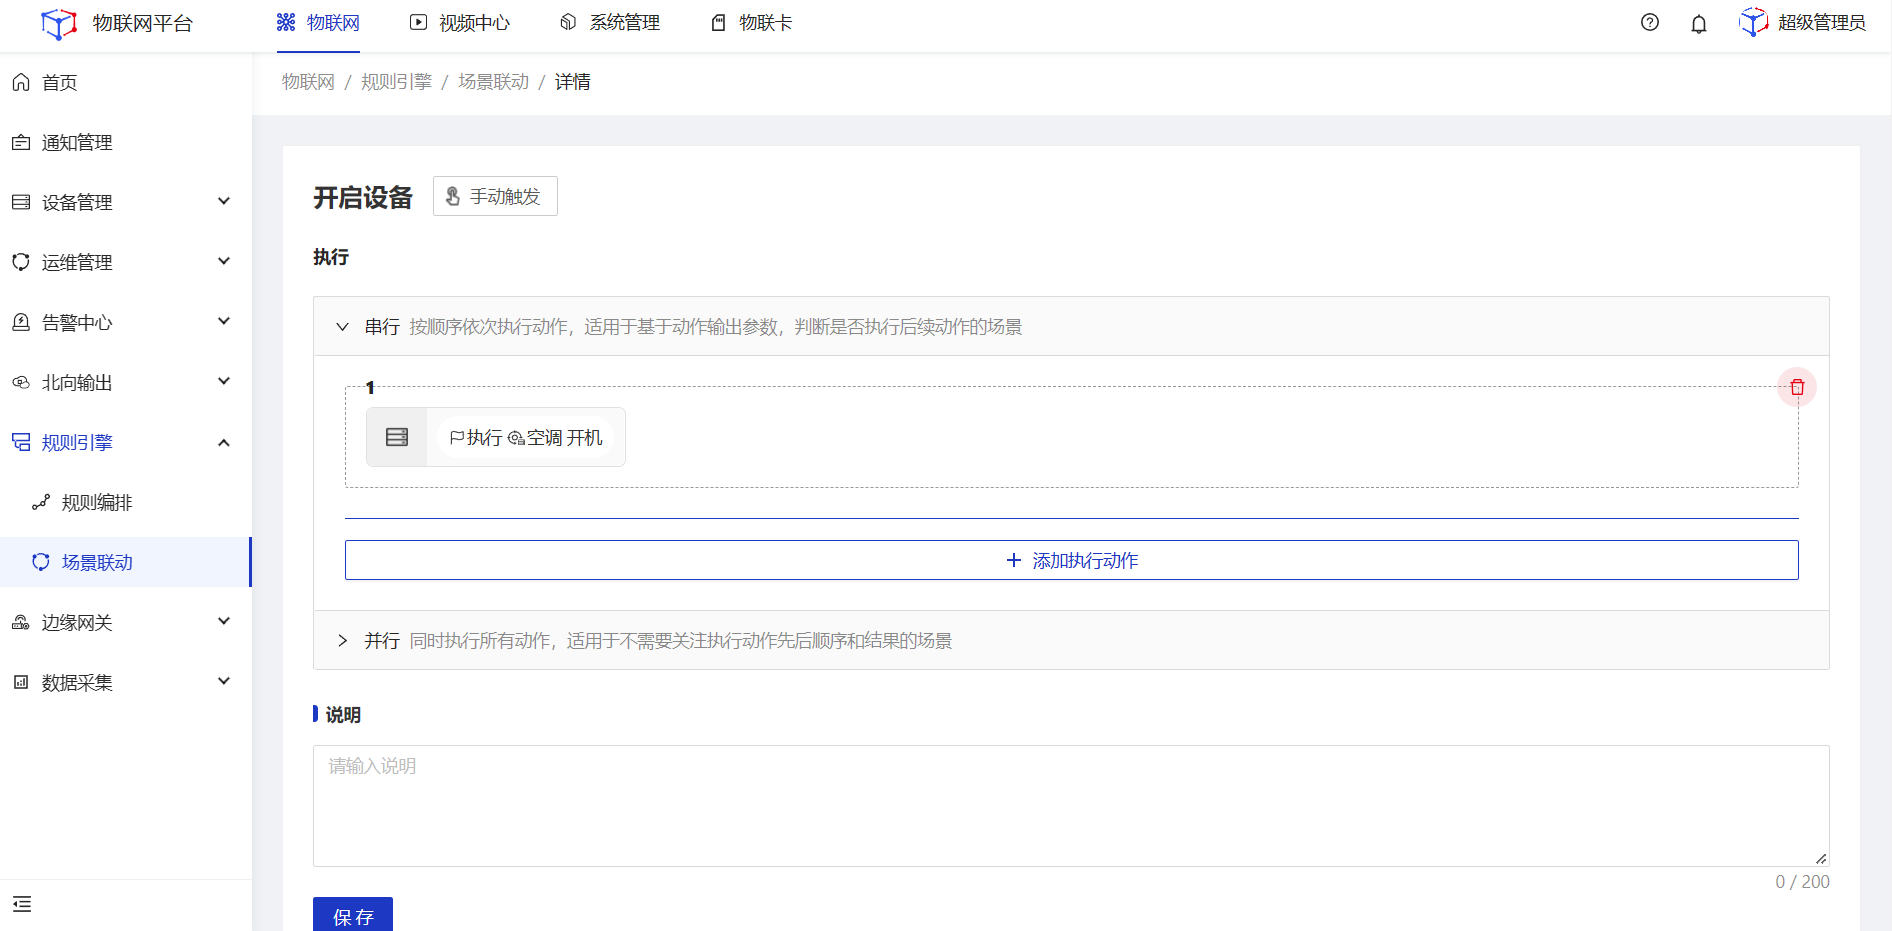 物联网平台
物联网
视频中心
系统管理
物联卡
超级管理员
首页
通知管理
设备管理
运维管理
告警中心
北向输出
规则引擎
规则编排
场景联动
边缘网关
数据采集
物联网 / 规则引擎 / 场景联动 / 详情
开启设备 手动触发
执行
串行 按顺序依次执行动作，适用于基于动作输出参数，判断是否执行后续动作的场景
1
执行 空调 开机
添加执行动作
并行 同时执行所有动作，适用于不需要关注执行动作先后顺序和结果的场景
说明
请输入说明
0 / 200
保 存